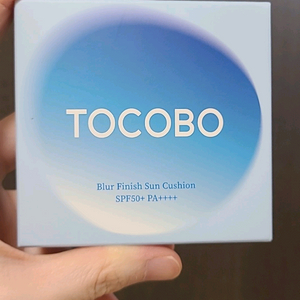 TOCOBO
Blur Finish Sun Cushion
SPF50+ PA++++